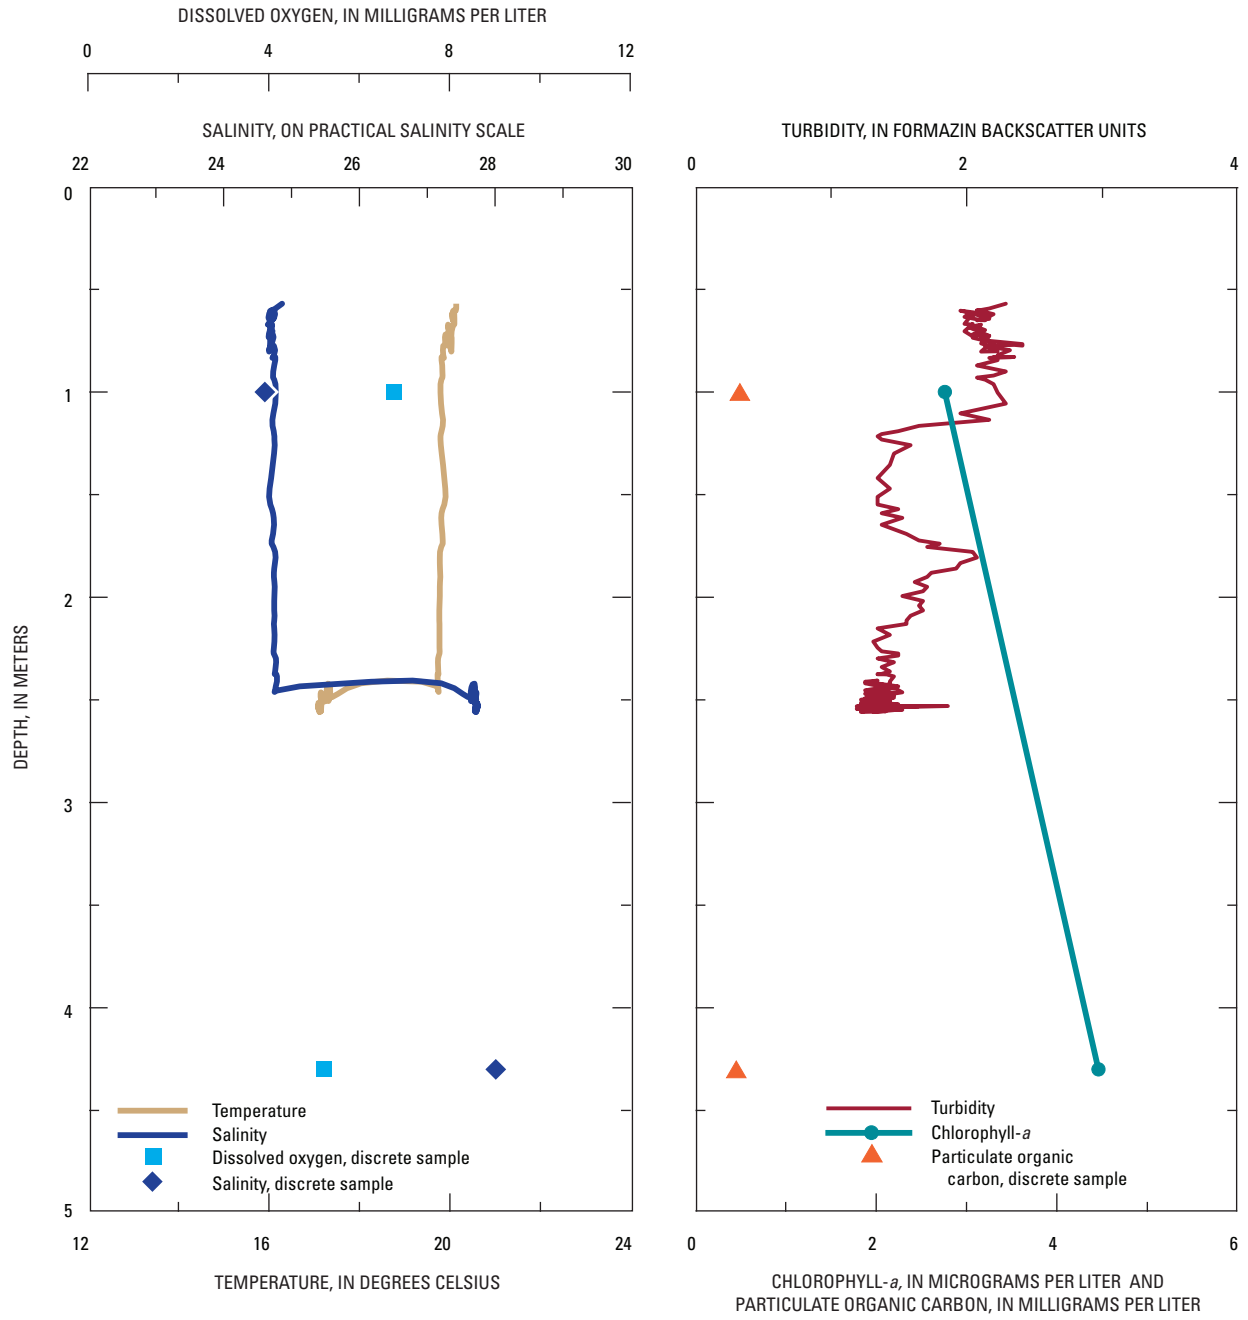 DISSOLVED OXYGEN, IN MILLIGRAMS PER LITER
0 4 8 12
SALINITY, ON PRACTICAL SALINITY SCALE
22 24 26 28 30
TURBIDITY, IN FORMAZIN BACKSCATTER UNITS
0 2 4
DEPTH, IN METERS
0
1
2
3
4
5
Temperature
Salinity
Dissolved oxygen, discrete sample
Salinity, discrete sample
12 16 20 24
TEMPERATURE, IN DEGREES CELSIUS
Turbidity
Chlorophyll-a
Particulate organic
carbon, discrete sample
0 2 4 6
CHLOROPHYLL-a, IN MICROGRAMS PER LITER AND
PARTICULATE ORGANIC CARBON, IN MILLIGRAMS PER LITER